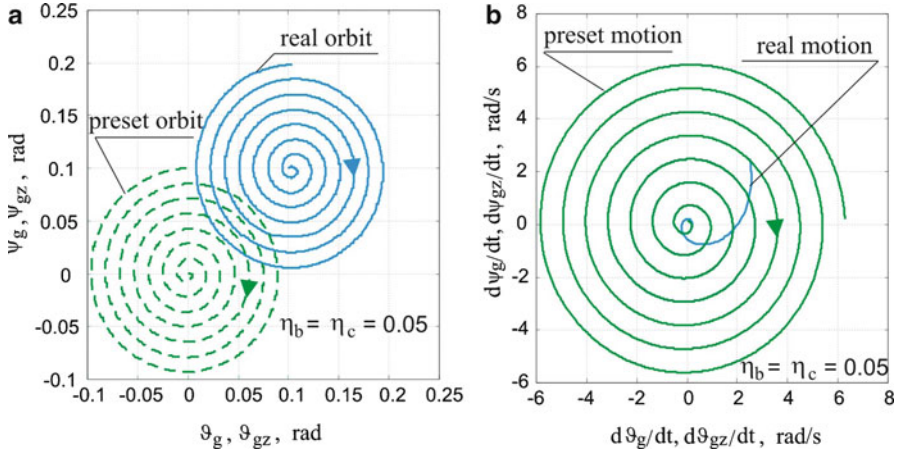 a
real orbit
preset orbit
ψg, ψgz, rad
0.25
0.2
0.15
0.1
0.05
0
-0.05
-0.1
-0.1 -0.05 0 0.05 0.1 0.15 0.20 0.25
ηb = ηc = 0.05
ϑg, ϑgz, rad
b
preset motion
real motion
dψg/dt, dψgz/dt, rad/s
8
6
4
2
0
-2
-4
-6
-6 -4 -2 0 2 4 6 8
ηb = ηc = 0.05
dϑg/dt, dϑgz/dt, rad/s